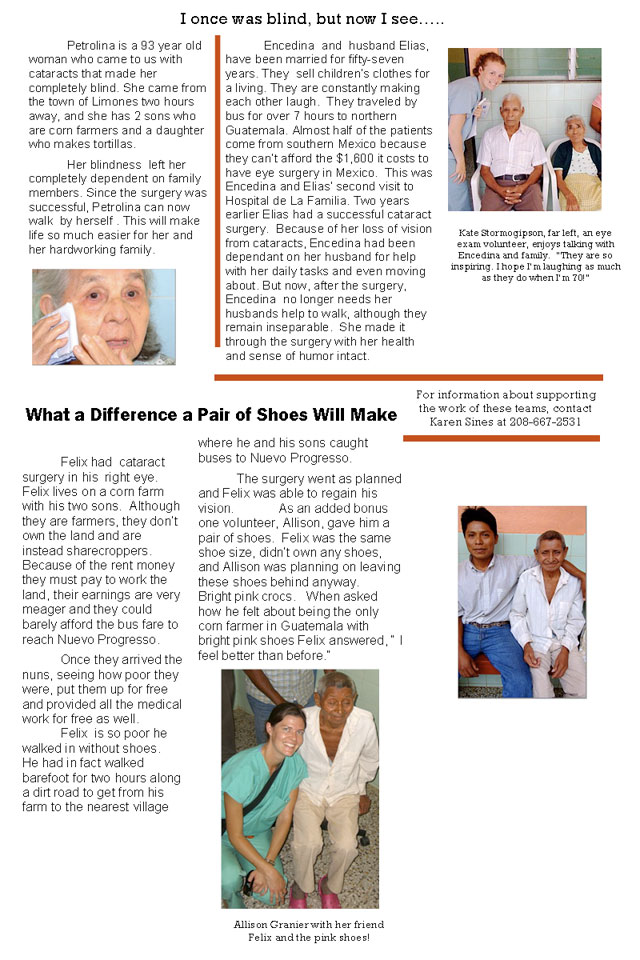 I once was blind, but now I see…..
Petrolina is a 93 year old
woman who came to us with
cataracts that made her
completely blind. She came from
the town of Limones two hours
away, and she has 2 sons who
are corn farmers and a daughter
who makes tortillas.
Her blindness left her
completely dependent on family
members. Since the surgery was
successful, Petrolina can now
walk by herself . This will make
life so much easier for her and
her hardworking family.
Encedina and husband Elias,
have been married for fifty-seven
years. They sell children's clothes for
a living. They are constantly making
each other laugh. They traveled by
bus for over 7 hours to northern
Guatemala. Almost half of the patients
come from southern Mexico because
they can't afford the $1,600 it costs to
have eye surgery in Mexico. This was
Encedina and Elias' second visit to
Hospital de La Familia. Two years
earlier Elias had a successful cataract
surgery. Because of her loss of vision
from cataracts, Encedina had been
dependant on her husband for help
with her daily tasks and even moving
about. But now, after the surgery,
Encedina no longer needs her
husbands help to walk, although they
remain inseparable. She made it
through the surgery with her health
and sense of humor intact.
Kate Stormogipson, far left, an eye
exam volunteer, enjoys talking with
Encedina and family. "They are so
inspiring. I hope I'm laughing as much
as they do when I'm 70!"
For information about supporting
the work of these teams, contact
Karen Sines at 208-667-2531
What a Difference a Pair of Shoes Will Make
Felix had cataract
surgery in his right eye.
Felix lives on a corn farm
with his two sons. Although
they are farmers, they don't
own the land and are
instead sharecroppers.
Because of the rent money
they must pay to work the
land, their earnings are very
meager and they could
barely afford the bus fare to
reach Nuevo Progresso.
Once they arrived the
nuns, seeing how poor they
were, put them up for free
and provided all the medical
work for free as well.
Felix is so poor he
walked in without shoes.
He had in fact walked
barefoot for two hours along
a dirt road to get from his
farm to the nearest village
where he and his sons caught
buses to Nuevo Progresso.
The surgery went as planned
and Felix was able to regain his
vision. As an added bonus
one volunteer, Allison, gave him a
pair of shoes. Felix was the same
shoe size, didn't own any shoes,
and Allison was planning on leaving
these shoes behind anyway.
Bright pink crocs. When asked
how he felt about being the only
corn farmer in Guatemala with
bright pink shoes Felix answered, " I
feel better than before."
Allison Granier with her friend
Felix and the pink shoes!